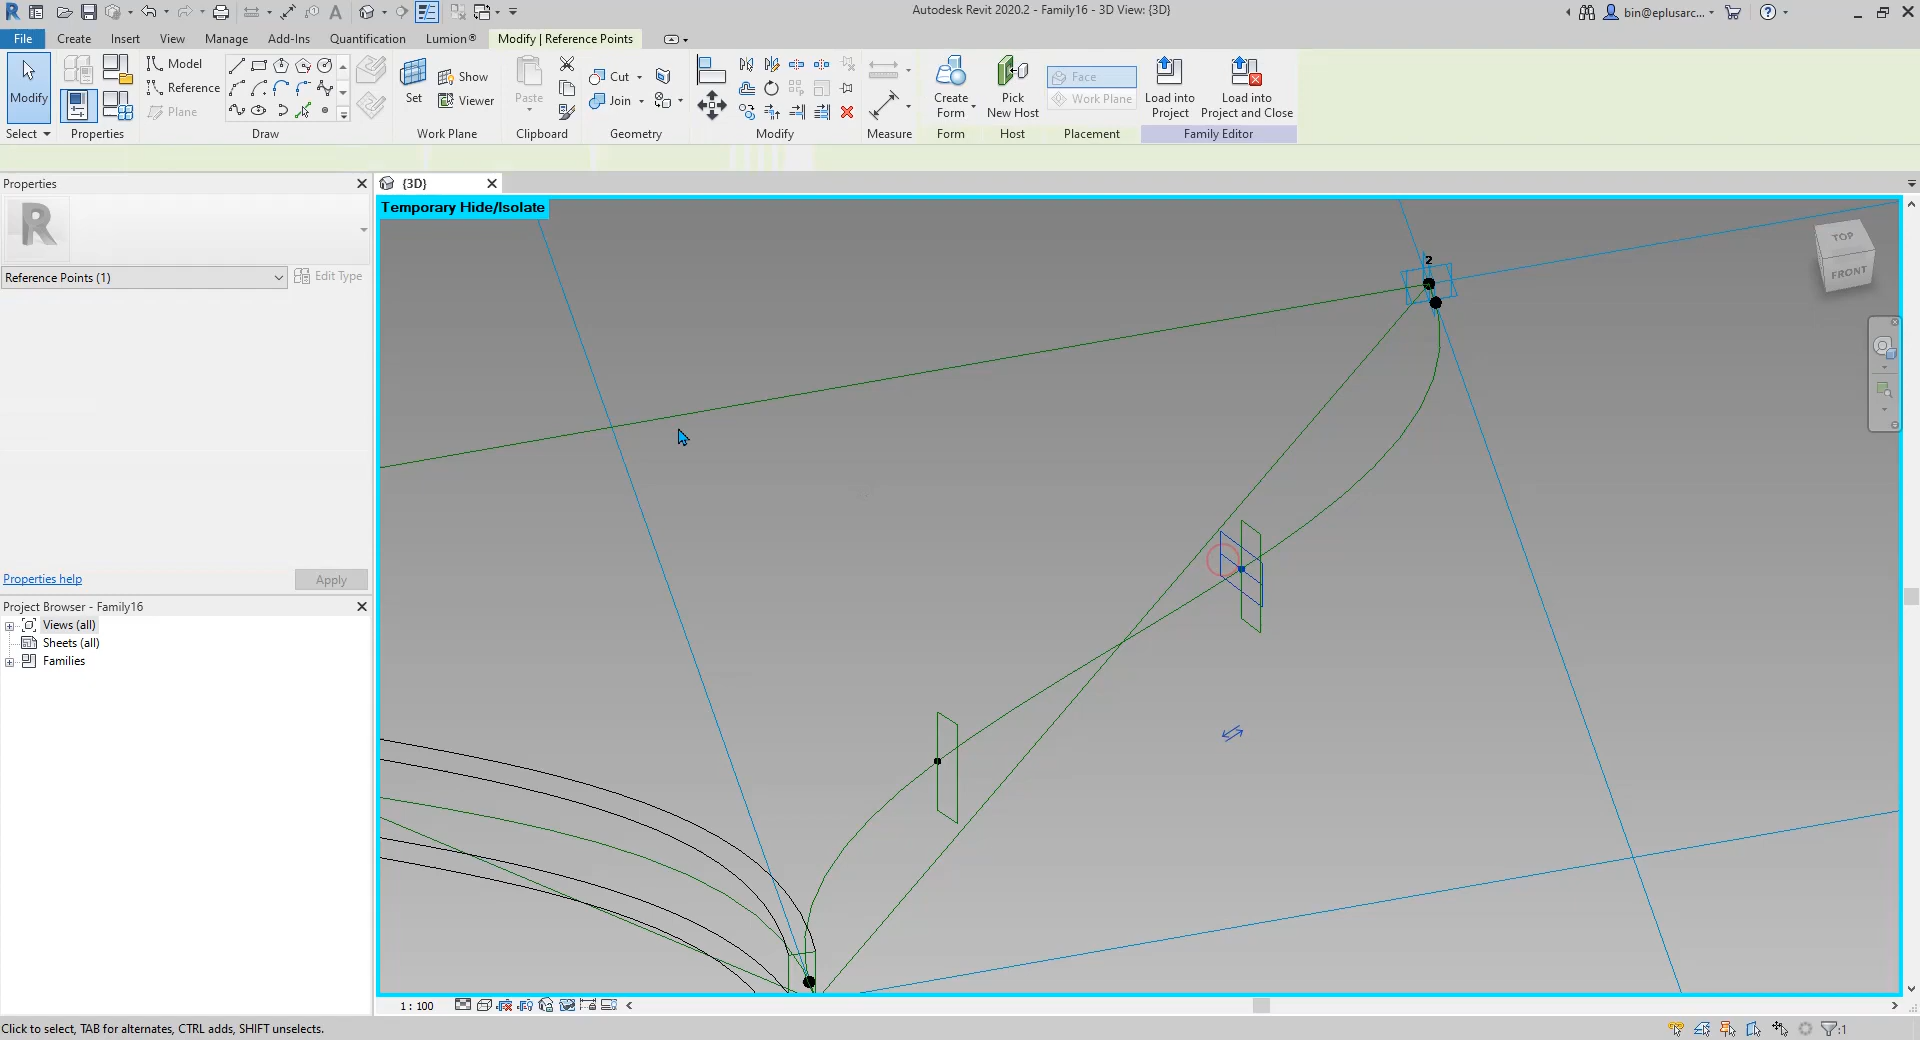 Autodesk Revit 2020.2 - Family16 - 3D View: {3D}
bin@eplusarc...
File Create Insert View Manage Add-Ins Quantification Lumion® Modify | Reference Points
Modify
Model
Reference
Plane
Set
Show
Viewer
Paste
Cut
Join
Create
Form
Pick
New Host
Face
Work Plane
Load into
Project
Load into
Project and Close
Select Properties Draw Work Plane Clipboard Geometry Modify Measure Form Host Placement Family Editor
Properties
{3D}
Temporary Hide/Isolate
R
Reference Points (1)
Edit Type
2
TOP
FRONT
Properties help
Apply
Project Browser - Family16
Views (all)
Sheets (all)
Families
1 : 100
Click to select, TAB for alternates, CTRL adds, SHIFT unselects.
:1